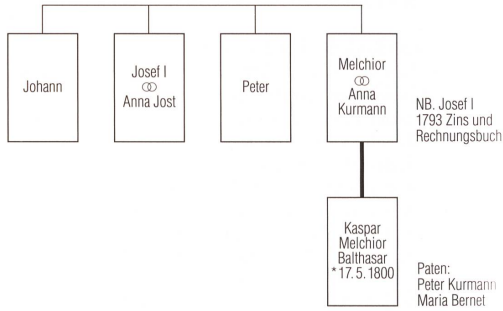 Johann
Josef I
⚭
Anna Jost
Peter
Melchior
⚭
Anna
Kurmann
NB. Josef I
1793 Zins und
Rechnungsbuch
Kaspar
Melchior
Balthasar
* 17. 5. 1800
Paten:
Peter Kurmann
Maria Bernet